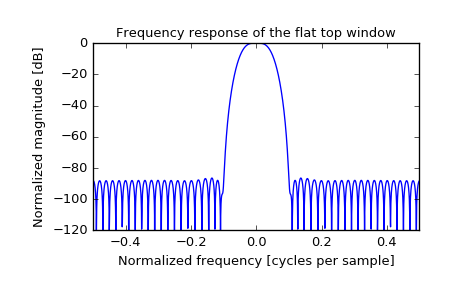 Frequency response of the flat top window
Normalized magnitude [dB]
0
−20
−40
−60
−80
−100
−120
−0.4 −0.2 0.0 0.2 0.4
Normalized frequency [cycles per sample]